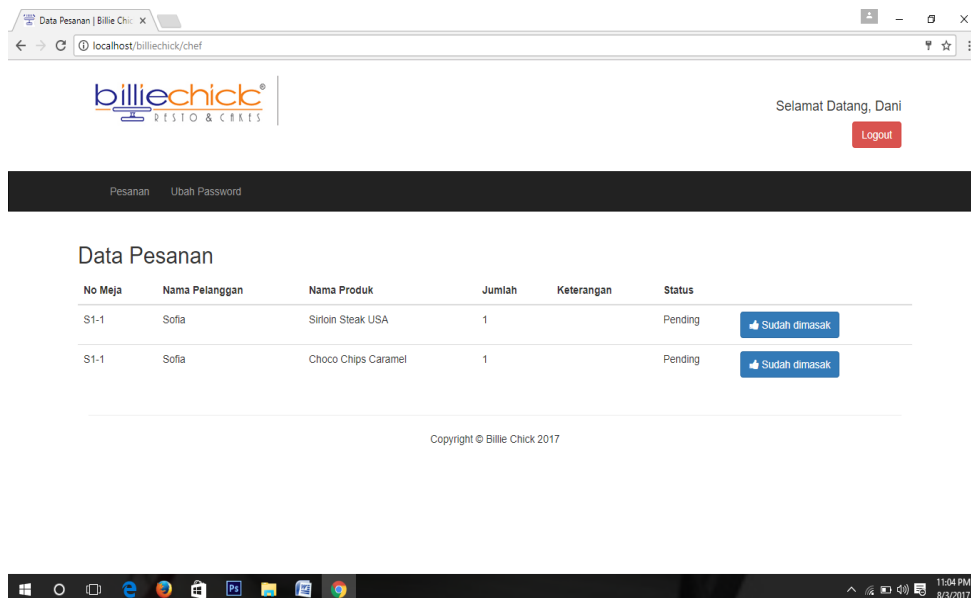 Data Pesanan | Billie Chic
localhost/billiechick/chef
billiechick®
RESTO & CAKES
Selamat Datang, Dani
Logout
Pesanan Ubah Password
Data Pesanan
No Meja Nama Pelanggan Nama Produk Jumlah Keterangan Status
S1-1 Sofia Sirloin Steak USA 1 Pending Sudah dimasak
S1-1 Sofia Choco Chips Caramel 1 Pending Sudah dimasak
Copyright © Billie Chick 2017
Ps
11:04 PM
8/3/2017